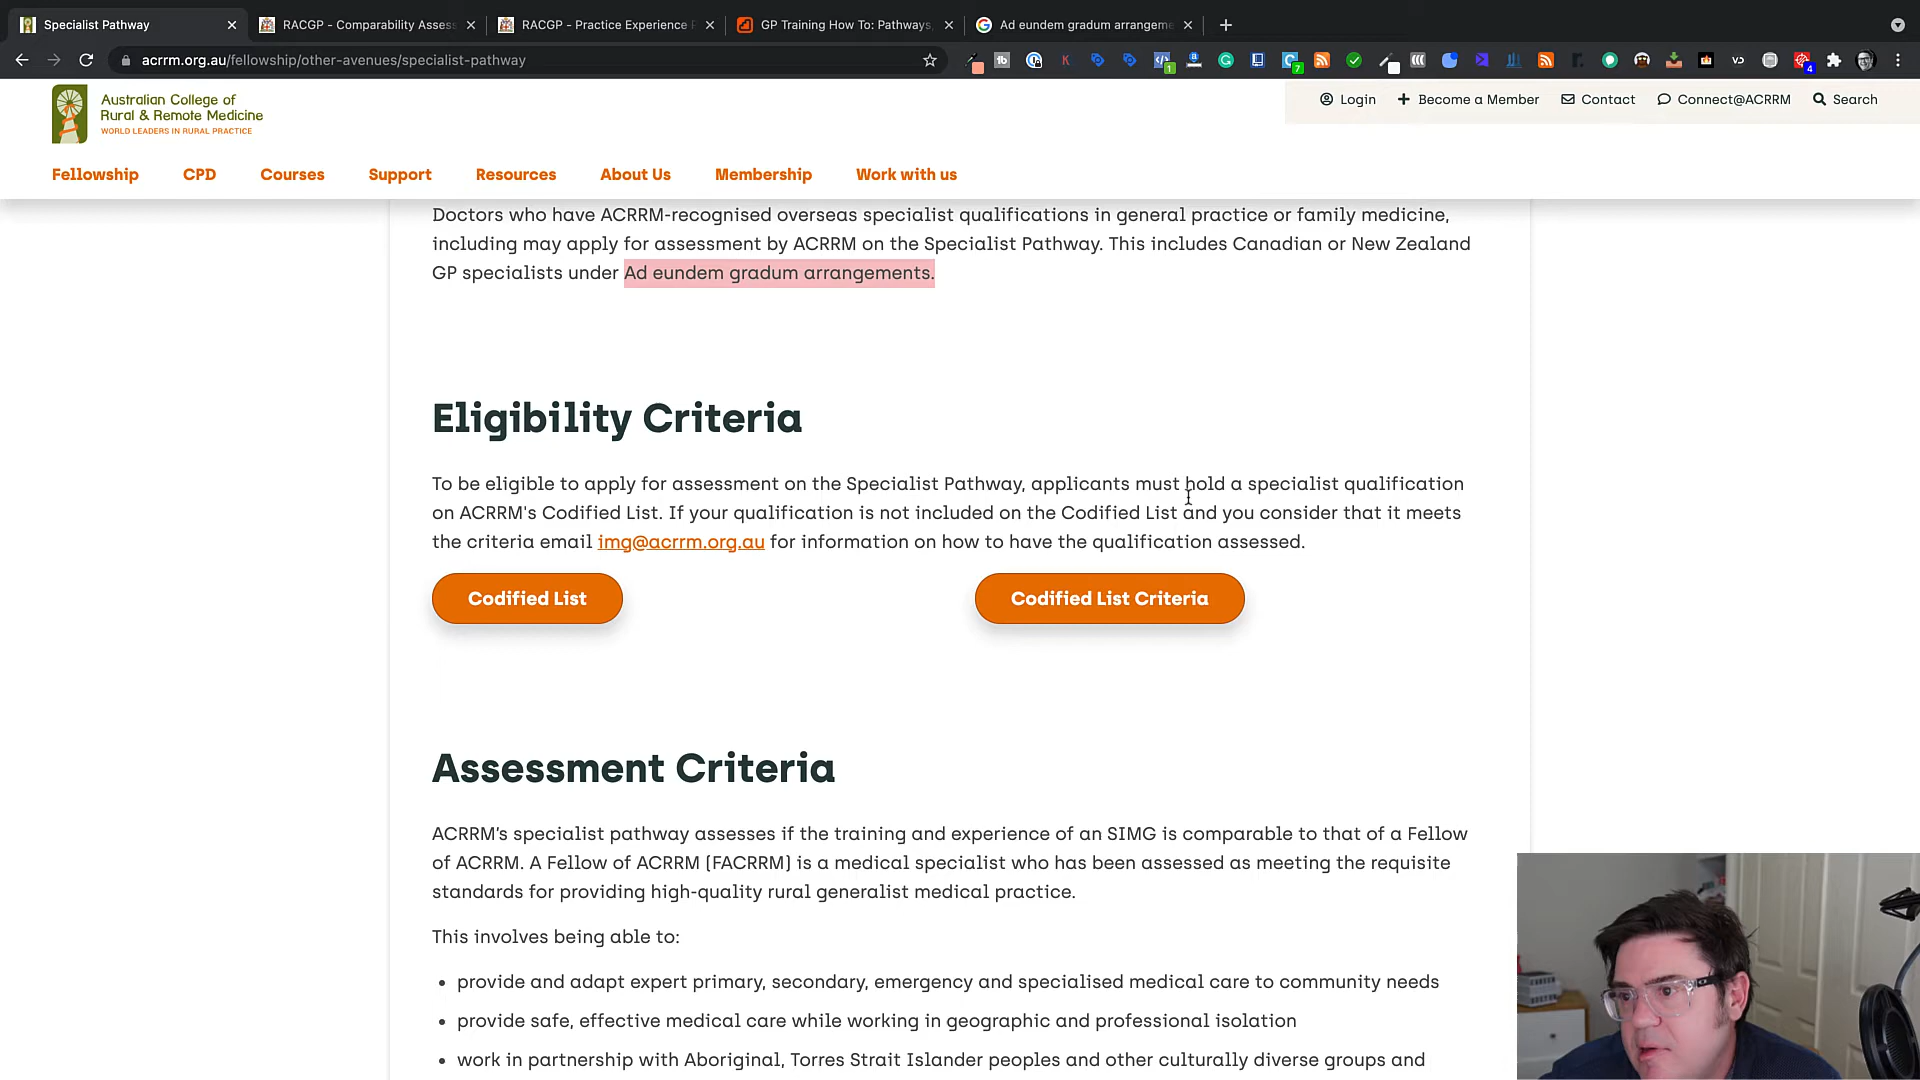 Specialist Pathway
RACGP - Comparability Assess
RACGP - Practice Experience P
GP Training How To: Pathways,
Ad eundem gradum arrangeme
acrrm.org.au/fellowship/other-avenues/specialist-pathway
Australian College of
Rural & Remote Medicine
WORLD LEADERS IN RURAL PRACTICE
Login
Become a Member
Contact
Connect@ACRRM
Search
Fellowship
CPD
Courses
Support
Resources
About Us
Membership
Work with us
Doctors who have ACRRM-recognised overseas specialist qualifications in general practice or family medicine,
including may apply for assessment by ACRRM on the Specialist Pathway. This includes Canadian or New Zealand
GP specialists under Ad eundem gradum arrangements.
Eligibility Criteria
To be eligible to apply for assessment on the Specialist Pathway, applicants must hold a specialist qualification
on ACRRM's Codified List. If your qualification is not included on the Codified List and you consider that it meets
the criteria email img@acrrm.org.au for information on how to have the qualification assessed.
Codified List
Codified List Criteria
Assessment Criteria
ACRRM’s specialist pathway assesses if the training and experience of an SIMG is comparable to that of a Fellow
of ACRRM. A Fellow of ACRRM (FACRRM) is a medical specialist who has been assessed as meeting the requisite
standards for providing high-quality rural generalist medical practice.
This involves being able to:
• provide and adapt expert primary, secondary, emergency and specialised medical care to community needs
• provide safe, effective medical care while working in geographic and professional isolation
• work in partnership with Aboriginal, Torres Strait Islander peoples and other culturally diverse groups and